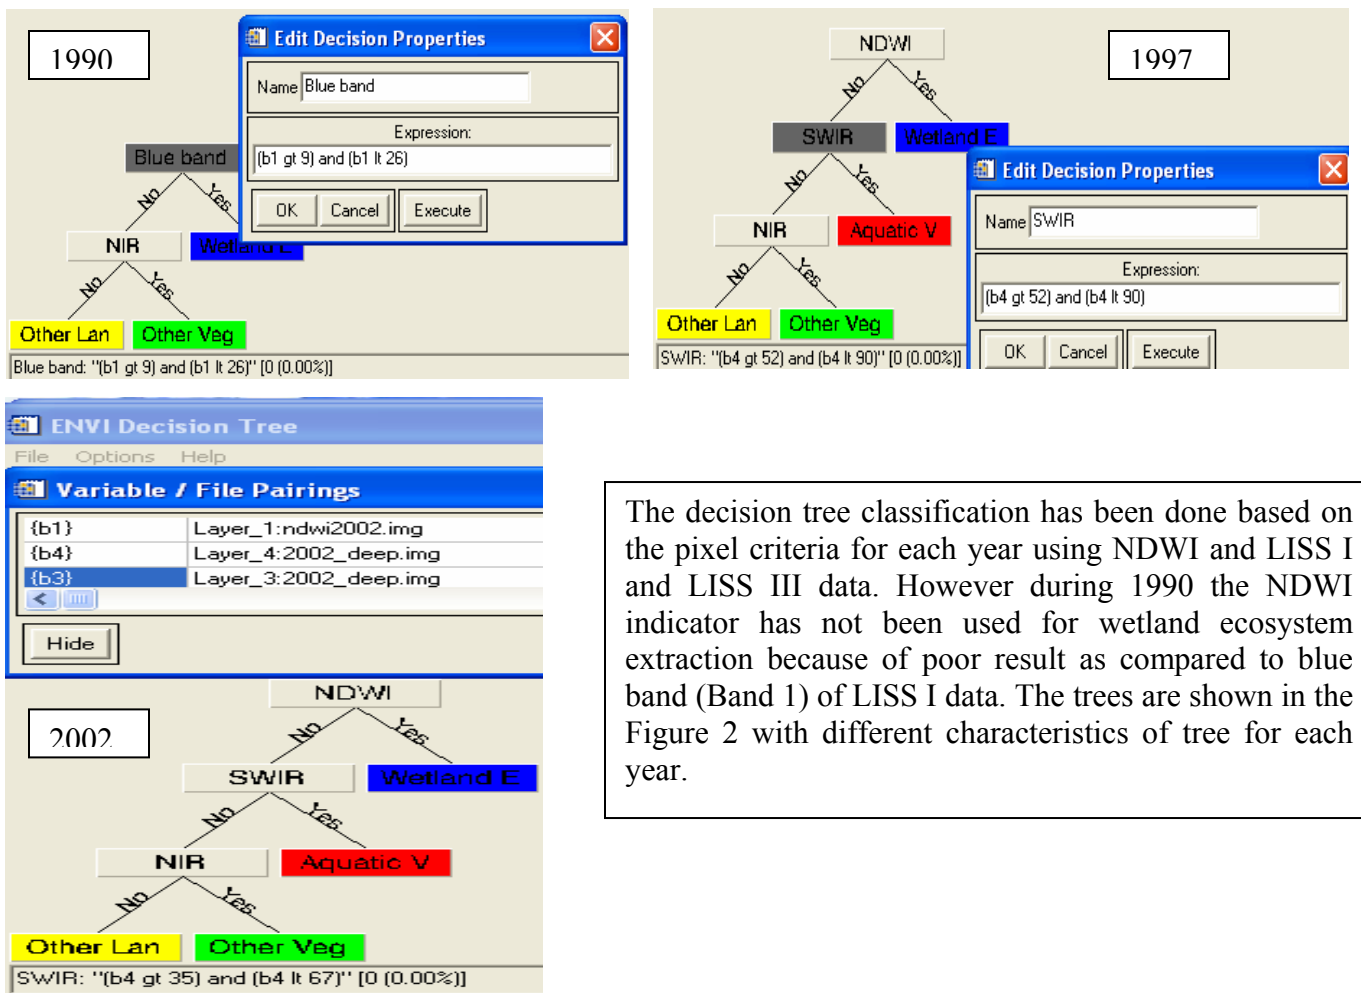 1990
Edit Decision Properties
Name Blue band
Expression:
(b1 gt 9) and (b1 lt 26)
OK Cancel Execute
Blue band
No Yes
NIR Wetland E
No Yes
Other Lan Other Veg
Blue band: "(b1 gt 9) and (b1 lt 26)" [0 (0.00%)]
1997
NDWI
No Yes
SWIR Wetland E
No Yes
NIR Aquatic V
No Yes
Other Lan Other Veg
SWIR: "(b4 gt 52) and (b4 lt 90)" [0 (0.00%)]
Edit Decision Properties
Name SWIR
Expression:
(b4 gt 52) and (b4 lt 90)
OK Cancel Execute
ENVI Decision Tree
File Options Help
Variable / File Pairings
{b1} Layer_1:ndwi2002.img
{b4} Layer_4:2002_deep.img
{b3} Layer_3:2002_deep.img
Hide
2002
NDWI
No Yes
SWIR Wetland E
No Yes
NIR Aquatic V
No Yes
Other Lan Other Veg
SWIR: "(b4 gt 35) and (b4 lt 67)" [0 (0.00%)]
The decision tree classification has been done based on
the pixel criteria for each year using NDWI and LISS I
and LISS III data. However during 1990 the NDWI
indicator has not been used for wetland ecosystem
extraction because of poor result as compared to blue
band (Band 1) of LISS I data. The trees are shown in the
Figure 2 with different characteristics of tree for each
year.